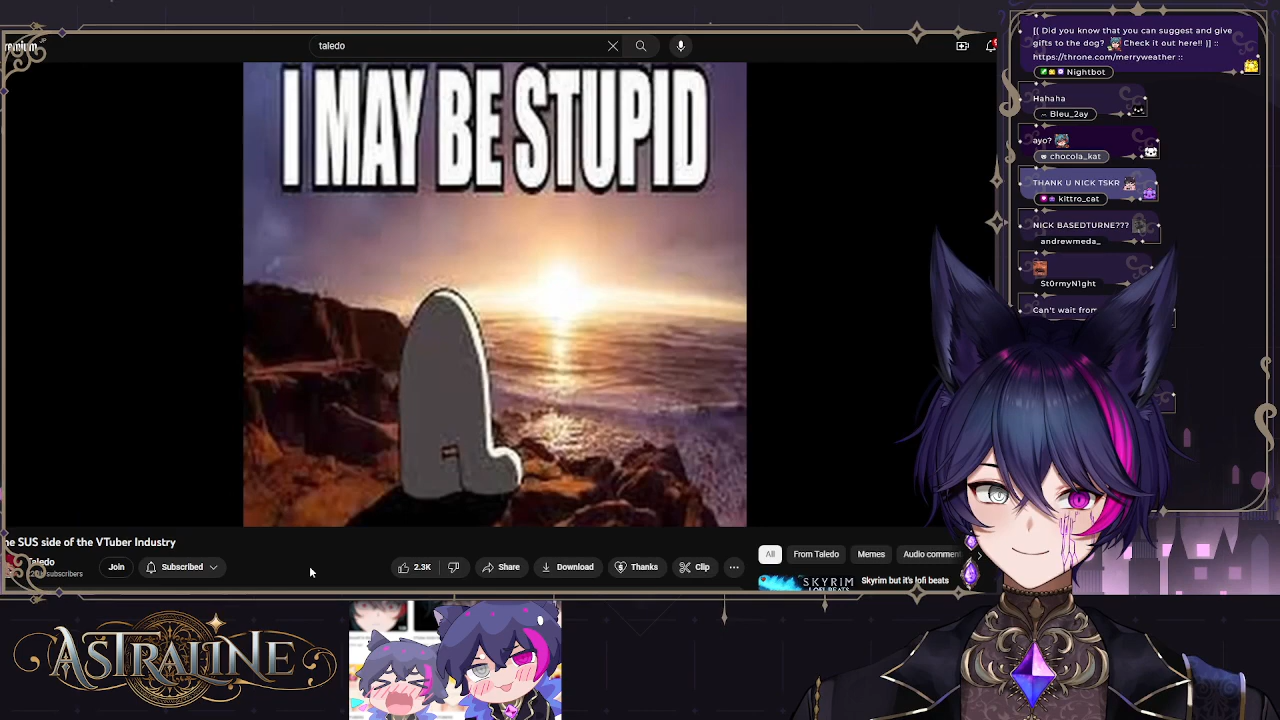 taledo
I MAY BE STUPID
he SUS side of the VTuber Industry
Taledo
subscribers
Join
Subscribed
2.3K
Share
Download
Thanks
Clip
All
From Taledo
Memes
Audio comment
SKYRIM
LOFI BEATS
Skyrim but it's lofi beats
ASTRALINE
[( Did you know that you can suggest and give
gifts to the dog? Check it out here!! )] ::
https://throne.com/merryweather ::
Nightbot
Hahaha
Bleu_2ay
ayo?
chocola_kat
THANK U NICK TSKR
kittro_cat
NICK BASEDTURNE???
andrewmeda_
St0rmyN1ght
Can't wait from